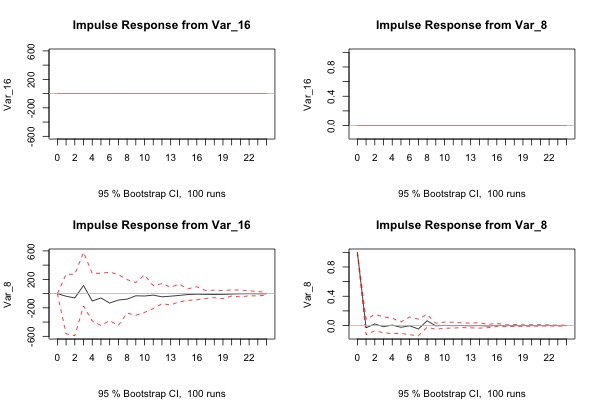 Impulse Response from Var_16
Var_16
600
200
-200
-600
0 2 4 6 8 10 13 16 19 22
95 % Bootstrap CI, 100 runs
Impulse Response from Var_8
Var_16
0.8
0.4
0.0
0 2 4 6 8 10 13 16 19 22
95 % Bootstrap CI, 100 runs
Impulse Response from Var_16
Var_8
600
200
-200
-600
0 2 4 6 8 10 13 16 19 22
95 % Bootstrap CI, 100 runs
Impulse Response from Var_8
Var_8
0.8
0.4
0.0
0 2 4 6 8 10 13 16 19 22
95 % Bootstrap CI, 100 runs